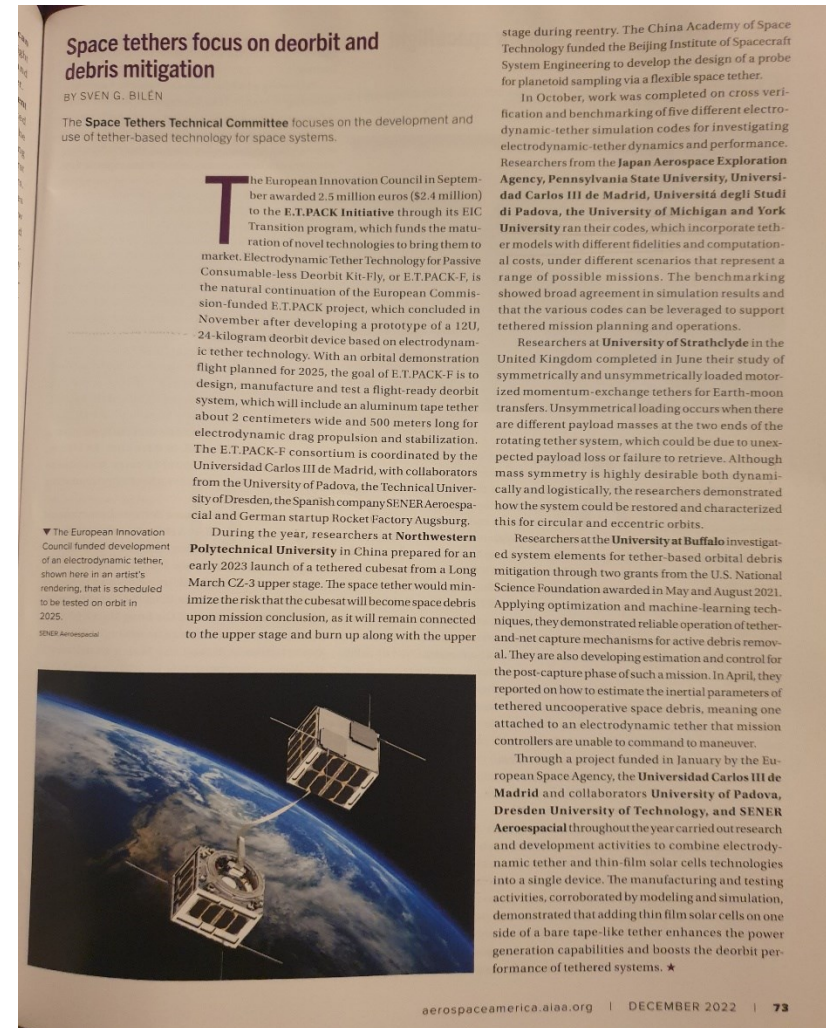 Space tethers focus on deorbit and
debris mitigation
BY SVEN G. BILÉN
The Space Tethers Technical Committee focuses on the development and
use of tether-based technology for space systems.
The European Innovation Council in Septem-
ber awarded 2.5 million euros ($2.4 million)
to the E.T.PACK Initiative through its EIC
Transition program, which funds the matu-
ration of novel technologies to bring them to
market. Electrodynamic Tether Technology for Passive
Consumable-less Deorbit Kit-Fly, or E.T.PACK-F, is
the natural continuation of the European Commis-
sion-funded E.T.PACK project, which concluded in
November after developing a prototype of a 12U,
24-kilogram deorbit device based on electrodynam-
ic tether technology. With an orbital demonstration
flight planned for 2025, the goal of E.T.PACK-F is to
design, manufacture and test a flight-ready deorbit
system, which will include an aluminum tape tether
about 2 centimeters wide and 500 meters long for
electrodynamic drag propulsion and stabilization.
The E.T.PACK-F consortium is coordinated by the
Universidad Carlos III de Madrid, with collaborators
from the University of Padova, the Technical Univer-
sity of Dresden, the Spanish company SENER Aeroespa-
cial and German startup Rocket Factory Augsburg.
During the year, researchers at Northwestern
Polytechnical University in China prepared for an
early 2023 launch of a tethered cubesat from a Long
March CZ-3 upper stage. The space tether would min-
imize the risk that the cubesat will become space debris
upon mission conclusion, as it will remain connected
to the upper stage and burn up along with the upper
stage during reentry. The China Academy of Space
Technology funded the Beijing Institute of Spacecraft
System Engineering to develop the design of a probe
for planetoid sampling via a flexible space tether.
In October, work was completed on cross veri-
fication and benchmarking of five different electro-
dynamic-tether simulation codes for investigating
electrodynamic-tether dynamics and performance.
Researchers from the Japan Aerospace Exploration
Agency, Pennsylvania State University, Universi-
dad Carlos III de Madrid, Universitá degli Studi
di Padova, the University of Michigan and York
University ran their codes, which incorporate teth-
er models with different fidelities and computation-
al costs, under different scenarios that represent a
range of possible missions. The benchmarking
showed broad agreement in simulation results and
that the various codes can be leveraged to support
tethered mission planning and operations.
Researchers at University of Strathclyde in the
United Kingdom completed in June their study of
symmetrically and unsymmetrically loaded motor-
ized momentum-exchange tethers for Earth-moon
transfers. Unsymmetrical loading occurs when there
are different payload masses at the two ends of the
rotating tether system, which could be due to unex-
pected payload loss or failure to retrieve. Although
mass symmetry is highly desirable both dynami-
cally and logistically, the researchers demonstrated
how the system could be restored and characterized
this for circular and eccentric orbits.
Researchers at the University at Buffalo investigat-
ed system elements for tether-based orbital debris
mitigation through two grants from the U.S. National
Science Foundation awarded in May and August 2021.
Applying optimization and machine-learning tech-
niques, they demonstrated reliable operation of tether-
and-net capture mechanisms for active debris remov-
al. They are also developing estimation and control for
the post-capture phase of such a mission. In April, they
reported on how to estimate the inertial parameters of
tethered uncooperative space debris, meaning one
attached to an electrodynamic tether that mission
controllers are unable to command to maneuver.
Through a project funded in January by the Eu-
ropean Space Agency, the Universidad Carlos III de
Madrid and collaborators University of Padova,
Dresden University of Technology, and SENER
Aeroespacial throughout the year carried out research
and development activities to combine electrody-
namic tether and thin-film solar cells technologies
into a single device. The manufacturing and testing
activities, corroborated by modeling and simulation,
demonstrated that adding thin film solar cells on one
side of a bare tape-like tether enhances the power
generation capabilities and boosts the deorbit per-
formance of tethered systems. ★
▼ The European Innovation
Council funded development
of an electrodynamic tether,
shown here in an artist's
rendering, that is scheduled
to be tested on orbit in
2025.
SENER Aeroespacial
aerospaceamerica.aiaa.org | DECEMBER 2022 | 73